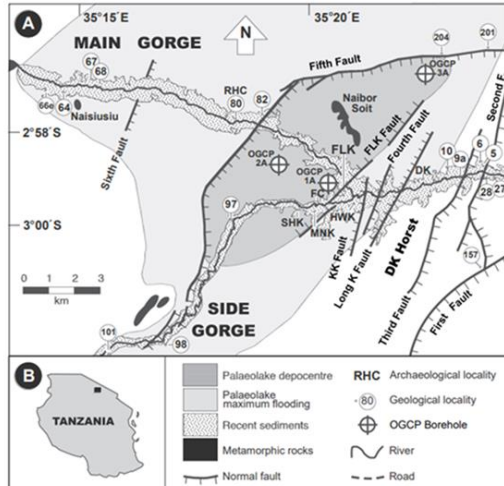 A
35°15'E
35°20'E
MAIN GORGE
N
204
201
67
68
Fifth Fault
OGCP
3A
RHC
80
82
Naibor
Soit
66e
64
Naisiusiu
2°58'S
Sixth Fault
FLK
FLK Fault
Fourth Fault
OGCP
2A
OGCP
1A
FC
DK
10
9a
6
5
97
SHK
HWK
MNK
28
27
3°00'S
KK Fault
Long K Fault
DK Horst
157
0 1 2 3
km
SIDE
GORGE
Third Fault
First Fault
101
98
B
TANZANIA
Palaeolake depocentre
Palaeolake
maximum flooding
Recent sediments
Metamorphic rocks
Normal fault
RHC Archaeological locality
80 Geological locality
OGCP Borehole
River
Road